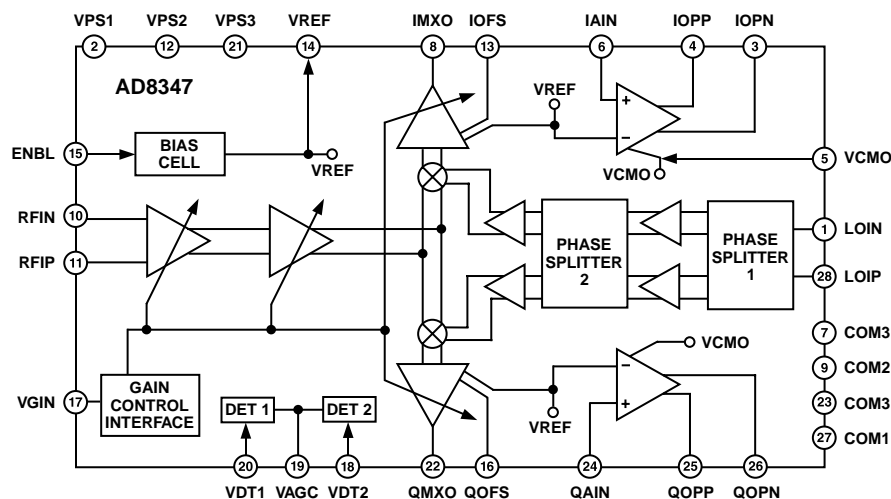 VPS1 VPS2 VPS3 VREF IMXO IOFS IAIN IOPP IOPN
2 12 21 14 8 13 6 4 3
AD8347
VREF
+
−
ENBL 15
BIAS
CELL
VREF
VCMO
5 VCMO
RFIN 10
RFIP 11
PHASE
SPLITTER
2
PHASE
SPLITTER
1
1 LOIN
28 LOIP
7 COM3
VCMO
9 COM2
VGIN 17
GAIN
CONTROL
INTERFACE
DET 1
DET 2
−
+
VREF
23 COM3
27 COM1
20 19 18 22 16 24 25 26
VDT1 VAGC VDT2 QMXO QOFS QAIN QOPP QOPN